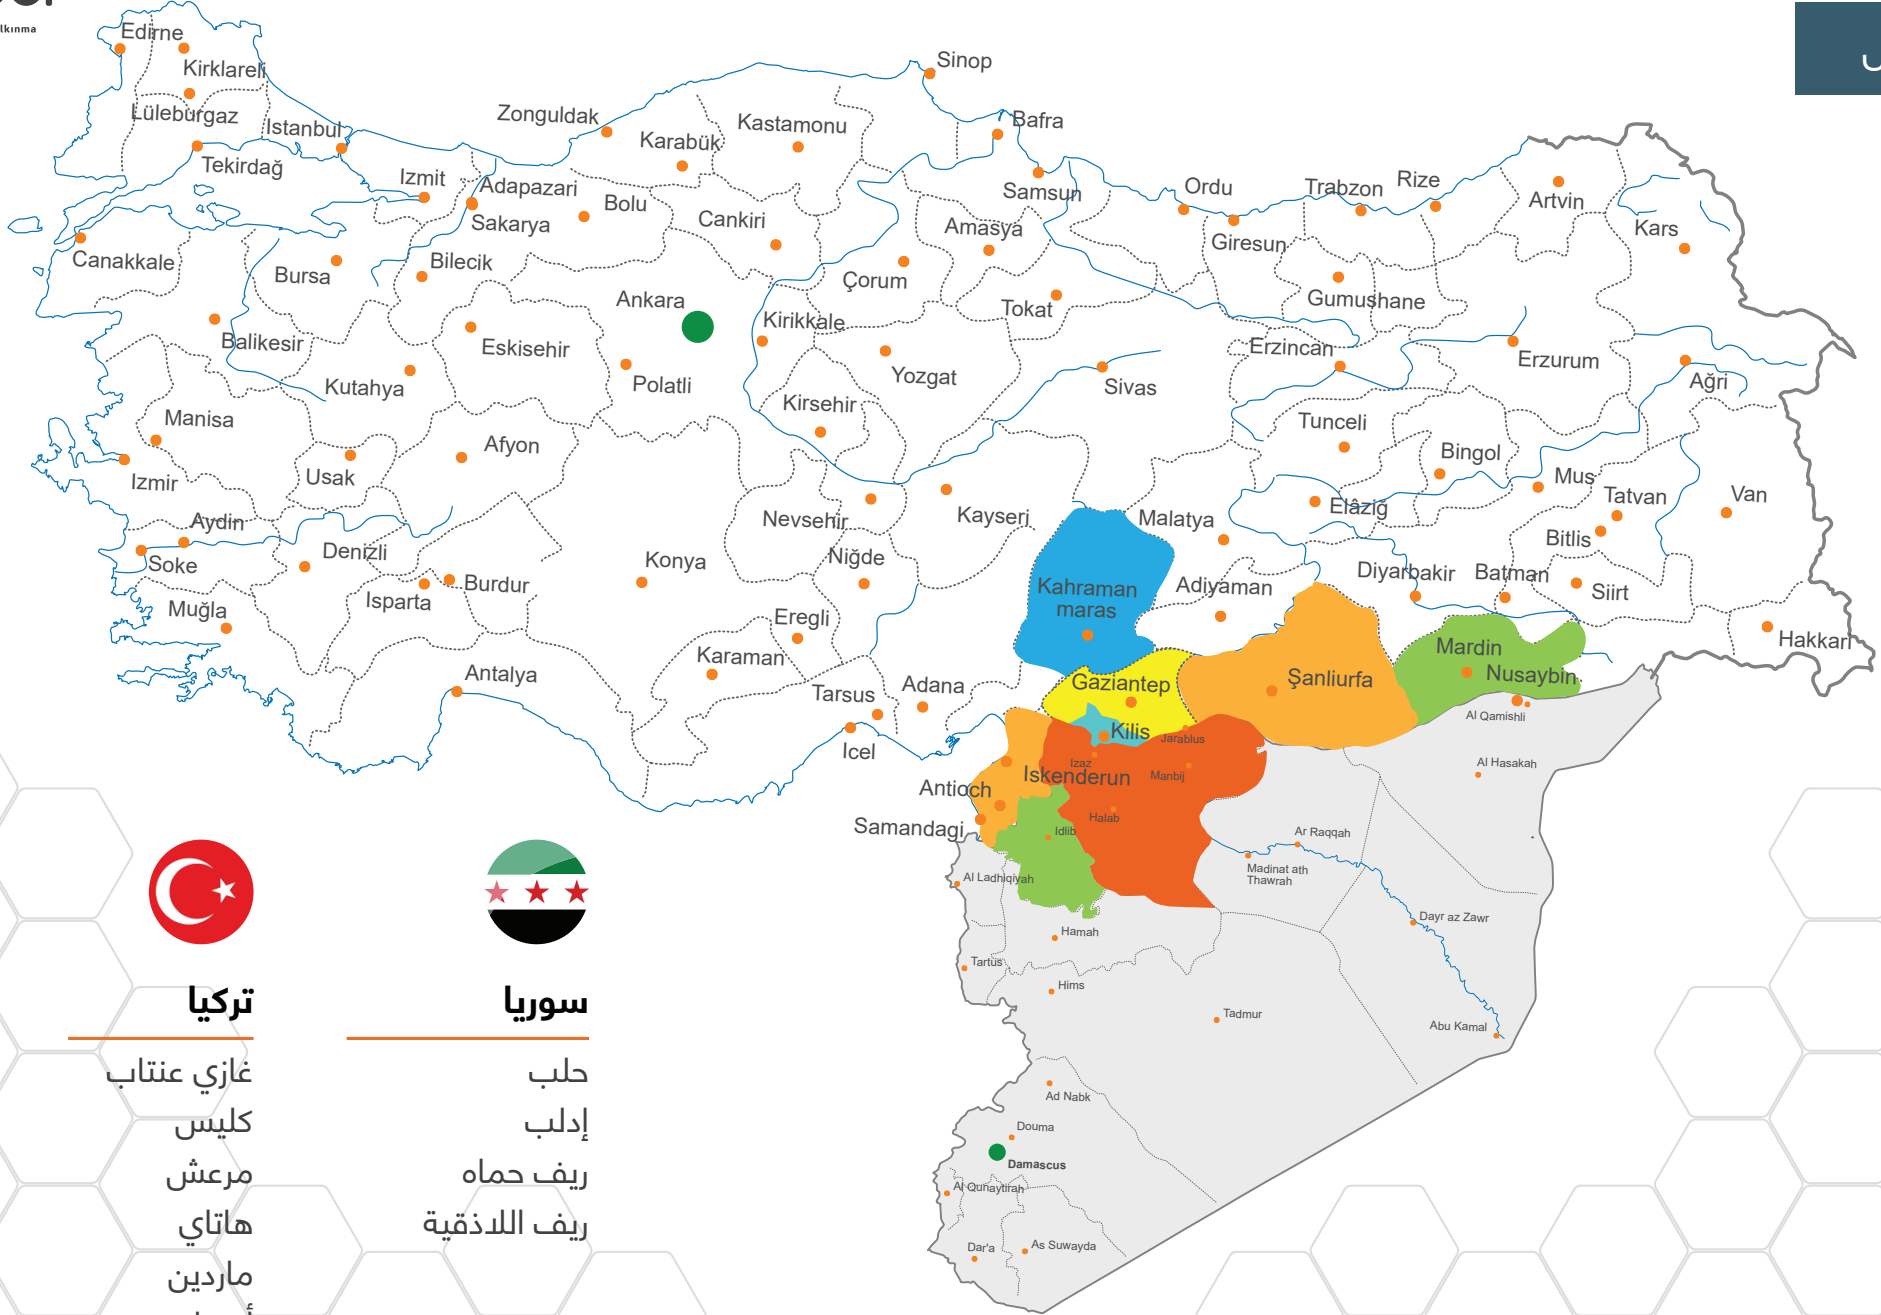 lkınma
Edirne
Kirklareli
Lüleburgaz
Istanbul
Tekirdağ
Izmit
Adapazari
Sakarya
Zonguldak
Karabük
Kastamonu
Sinop
Bafra
Samsun
Bolu
Cankiri
Amasya
Ordu
Giresun
Trabzon
Rize
Artvin
Kars
Canakkale
Bursa
Bilecik
Ankara
Çorum
Tokat
Gumushane
Balikesir
Eskisehir
Kutahya
Polatli
Kirikkale
Yozgat
Sivas
Erzincan
Erzurum
Ağri
Manisa
Usak
Afyon
Kirsehir
Tunceli
Bingol
Mus
Tatvan
Van
Izmir
Aydin
Soke
Denizli
Nevsehir
Kayseri
Malatya
Elâziğ
Bitlis
Muğla
Isparta
Burdur
Konya
Niğde
Kahraman
maras
Adiyaman
Diyarbakir
Batman
Siirt
Hakkari
Antalya
Karaman
Eregli
Tarsus
Adana
Icel
Gaziantep
Şanliurfa
Mardin
Nusaybin
Kilis
Iskenderun
Antioch
Samandagi
Al Qamishli
Jarablus
Izaz
Manbij
Al Hasakah
Halab
Idlib
Ar Raqqah
Madinat ath
Thawrah
Al Ladhiqiyah
Dayr az Zawr
Hamah
Tartus
Hims
Tadmur
Abu Kamal
Ad Nabk
Douma
Damascus
Al Qunaytirah
Dar'a
As Suwayda
سوريا
حلب
إدلب
ريف حماه
ريف اللاذقية
تركيا
غازي عنتاب
كليس
مرعش
هاتاي
ماردين